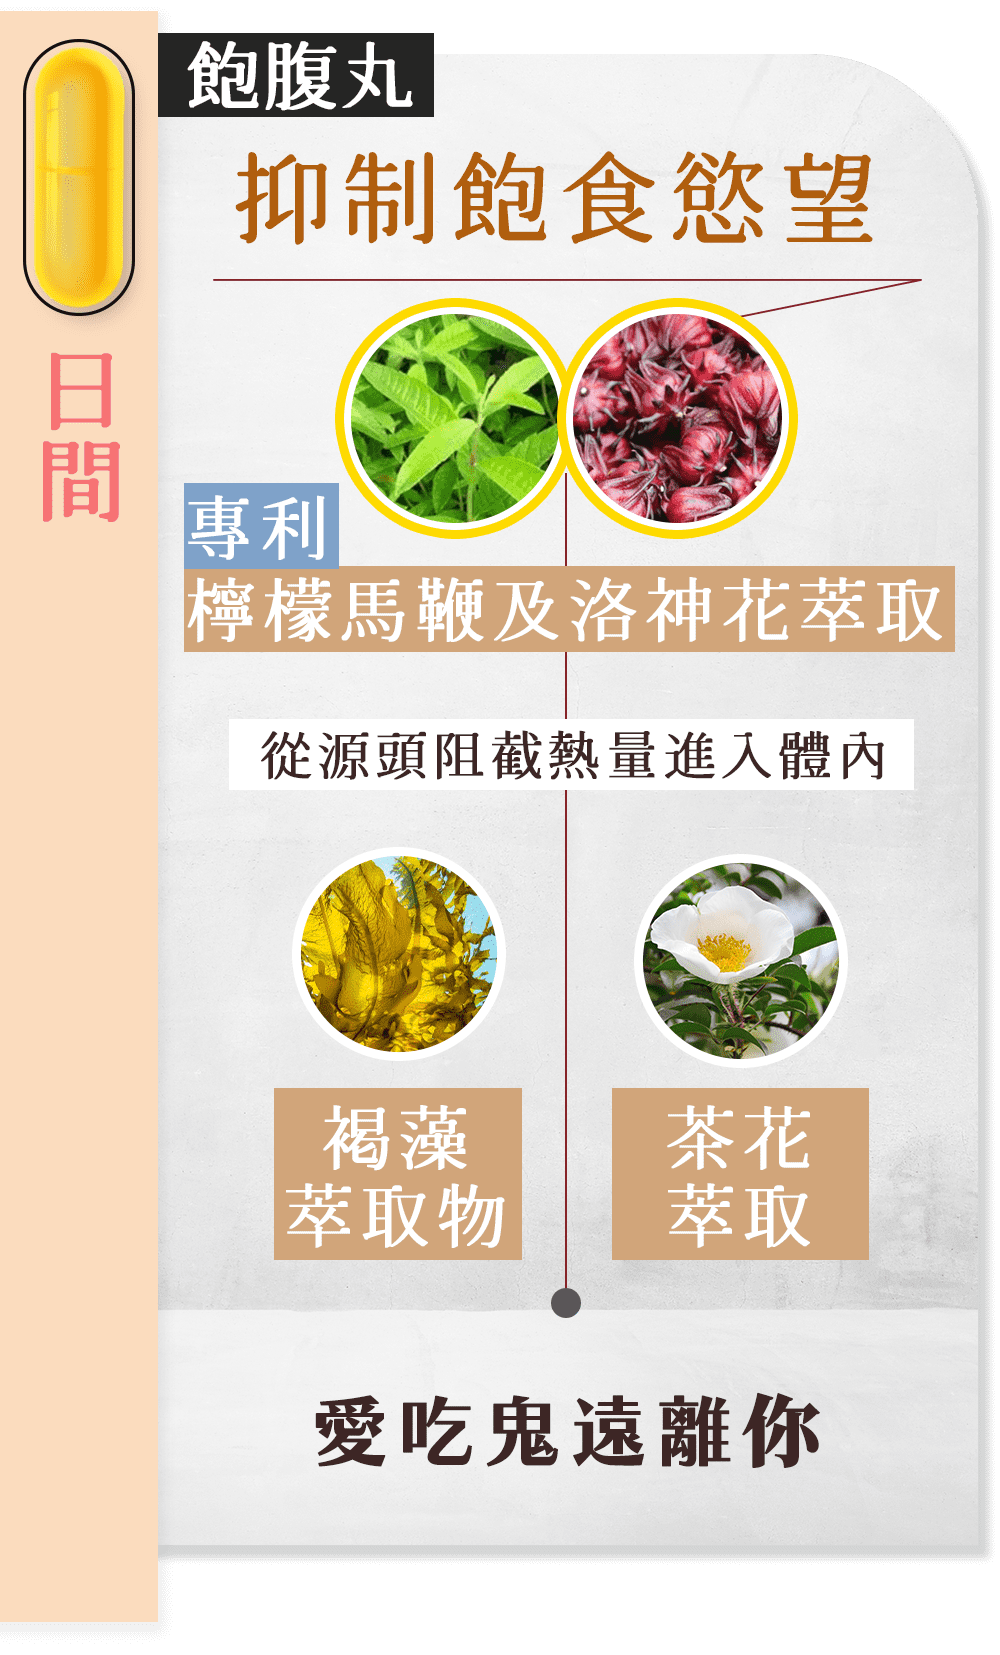 飽腹丸
抑制飽食慾望
日間
專利
檸檬馬鞭及洛神花萃取
從源頭阻截熱量進入體內
褐藻
萃取物
茶花
萃取
愛吃鬼遠離你